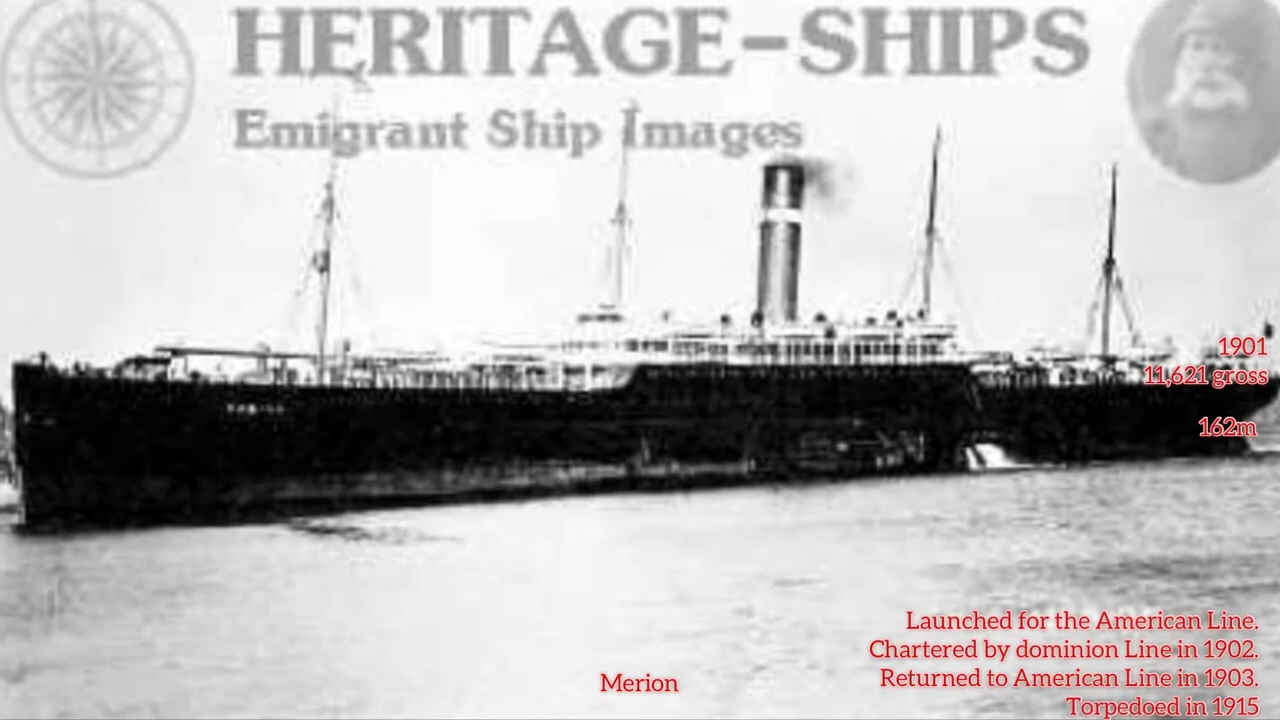 HERITAGE-SHIPS
Emigrant Ship Images
1901
11,621 gross
162m
Launched for the American Line.
Chartered by dominion Line in 1902.
Returned to American Line in 1903.
Torpedoed in 1915
Merion